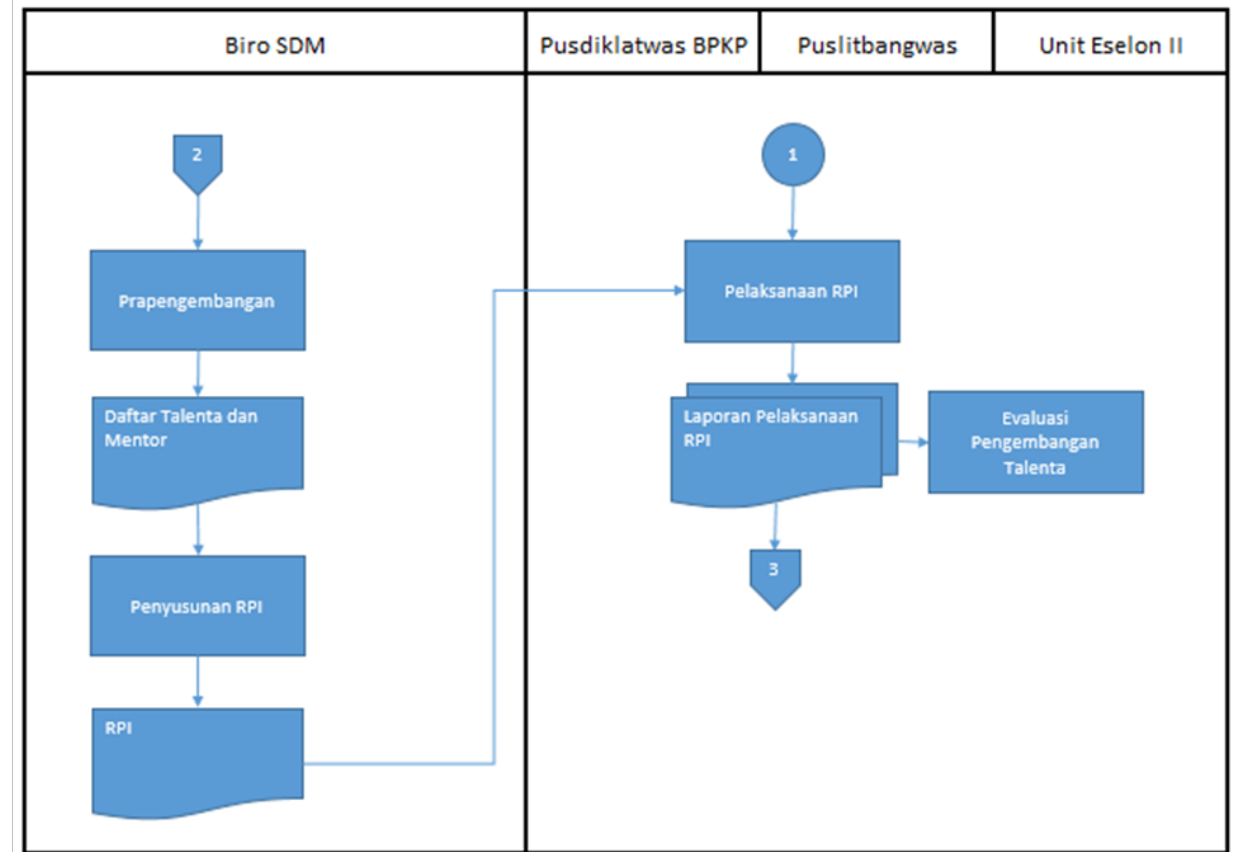 Biro SDM
Pusdiklatwas BPKP
Puslitbangwas
Unit Eselon II
2
Prapengembangan
Daftar Talenta dan
Mentor
Penyusunan RPI
RPI
1
Pelaksanaan RPI
Laporan Pelaksanaan
RPI
Evaluasi
Pengembangan
Talenta
3